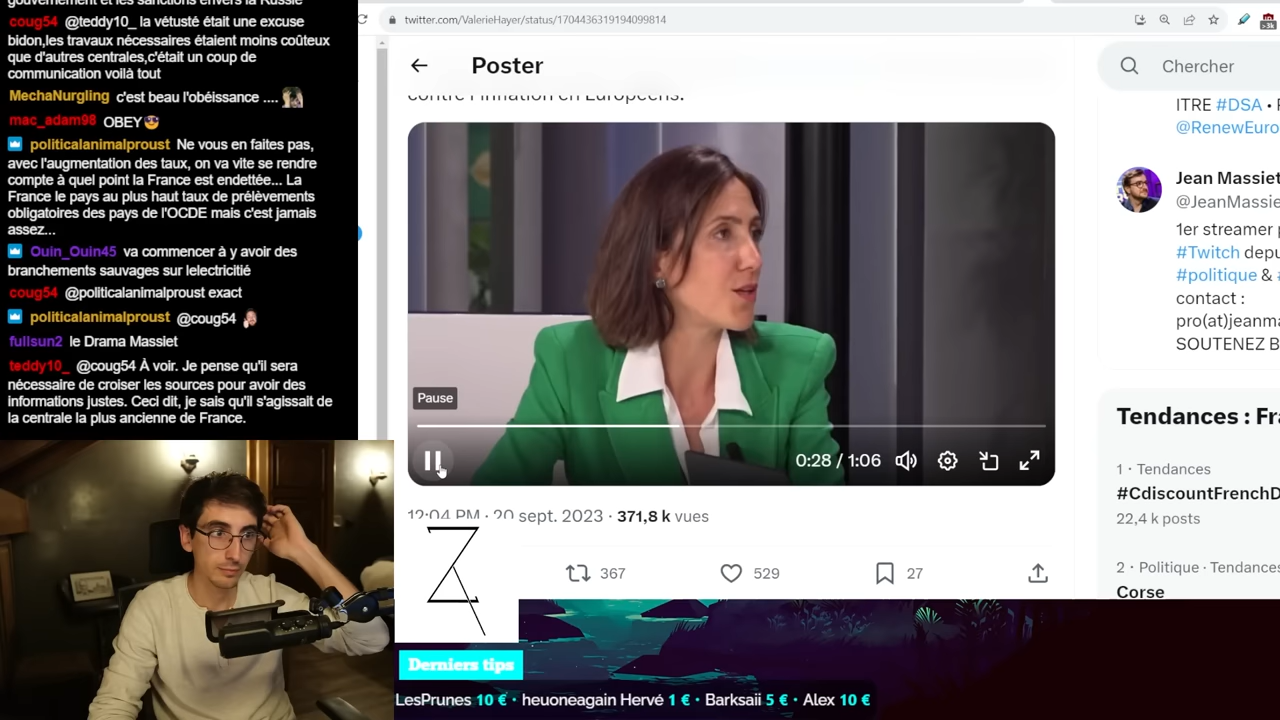 gouvernement et les sanctions envers la Russie
coug54 @teddy10_ la vétusté était une excuse
bidon,les travaux nécessaires étaient moins coûteux
que d'autres centrales,c'était un coup de
communication voilà tout
MechaNurgling c'est beau l'obéissance ....
mac_adam98 OBEY
politicalanimalproust Ne vous en faites pas,
avec l'augmentation des taux, on va vite se rendre
compte à quel point la France est endettée... La
France le pays au plus haut taux de prélèvements
obligatoires des pays de l'OCDE mais c'est jamais
assez...
Ouin_Ouin45 va commencer à y avoir des
branchements sauvages sur lelectricitié
coug54 @politicalanimalproust exact
politicalanimalproust @coug54
fullsun2 le Drama Massiet
teddy10_ @coug54 À voir. Je pense qu'il sera
nécessaire de croiser les sources pour avoir des
informations justes. Ceci dit, je sais qu'il s'agissait de
la centrale la plus ancienne de France.
twitter.com/ValerieHayer/status/1704436319194099814
>3k
Poster
contre l'inflation en Européens.
Pause
0:28 / 1:06
12:04 PM · 20 sept. 2023 · 371,8 k vues
367
529
27
Chercher
ITRE #DSA •
@RenewEuro
Jean Massiet
@JeanMassie
1er streamer p
#Twitch depu
#politique &
contact :
pro(at)jeanma
SOUTENEZ B
Tendances : Fra
1 · Tendances
#CdiscountFrenchD
22,4 k posts
2 · Politique · Tendances
Corse
Z
Derniers tips
LesPrunes 10 € · heuoneagain Hervé 1 € · Barksaii 5 € · Alex 10 €